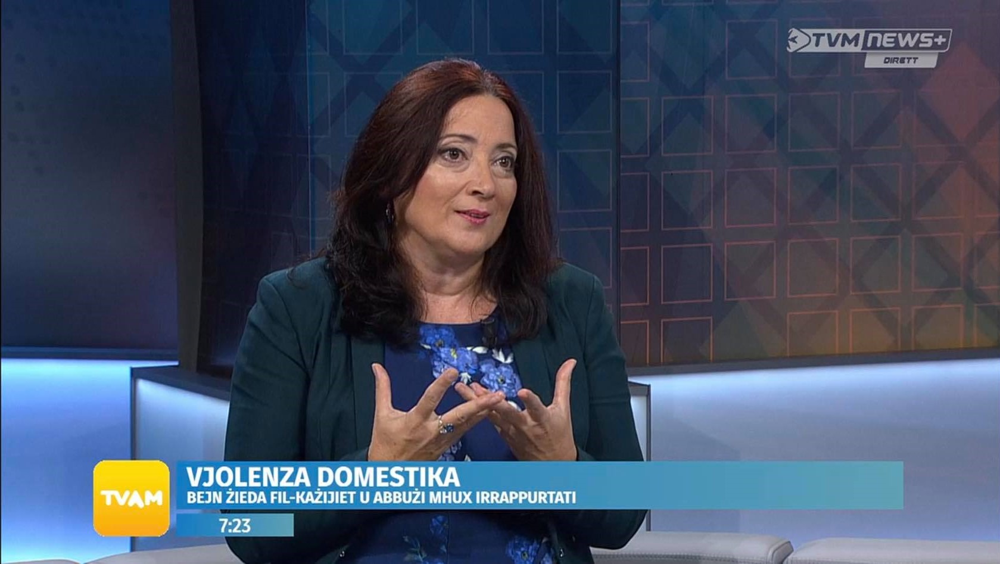 TVM NEWS+
DIRETT
VJOLENZA DOMESTIKA
BEJN ŻIEDA FIL-KAŻIJIET U ABBUŻI MHUX IRRAPPURTATI
TVAM
7:23